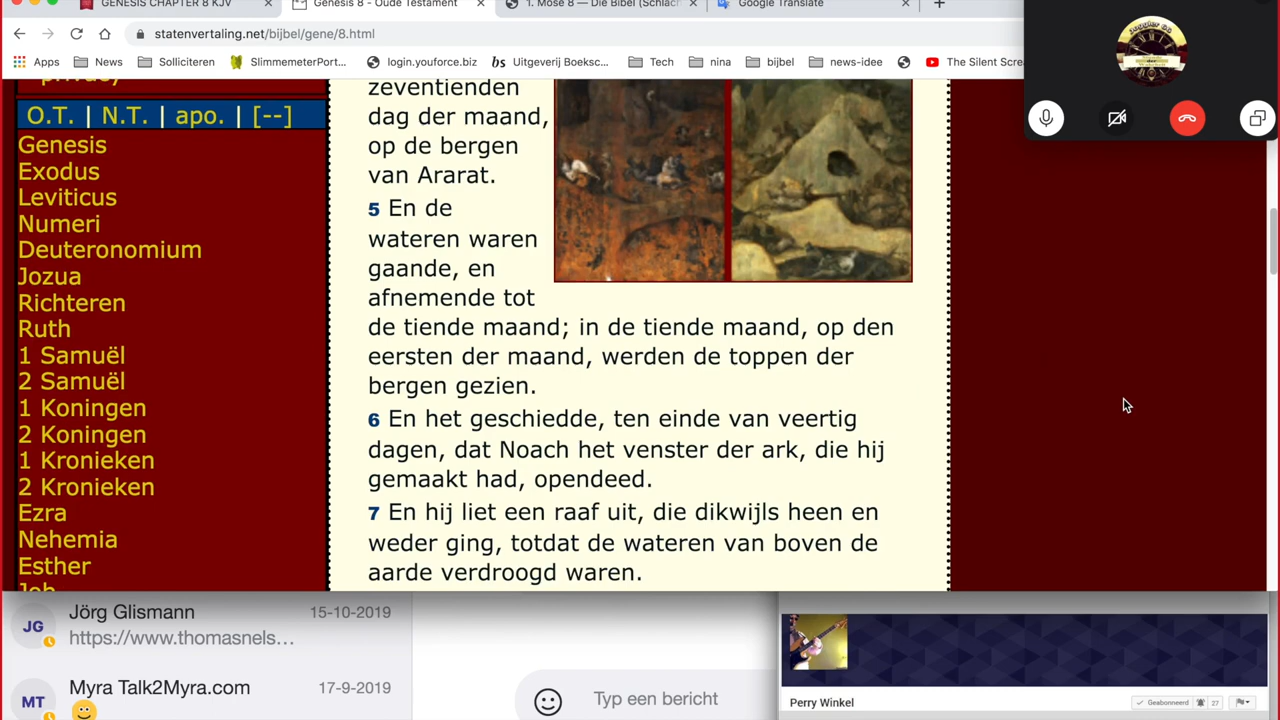 GENESIS CHAPTER 8 KJV
Genesis 8 - Oude Testament
1. Mose 8 — Die Bibel (Schlach
Google Translate
statenvertaling.net/bijbel/gene/8.html
Apps
News
Solliciteren
SlimmemeterPort...
login.youforce.biz
bs. Uitgeverij Boeksc...
Tech
nina
bijbel
news-idee
The Silent Scre
privacy
O.T. | N.T. | apo. | [--]
Genesis
Exodus
Leviticus
Numeri
Deuteronomium
Jozua
Richteren
Ruth
1 Samuël
2 Samuël
1 Koningen
2 Koningen
1 Kronieken
2 Kronieken
Ezra
Nehemia
Esther
Job
zeventienden
dag der maand,
op de bergen
van Ararat.
5 En de
wateren waren
gaande, en
afnemende tot
de tiende maand; in de tiende maand, op den
eersten der maand, werden de toppen der
bergen gezien.
6 En het geschiedde, ten einde van veertig
dagen, dat Noach het venster der ark, die hij
gemaakt had, opendeed.
7 En hij liet een raaf uit, die dikwijls heen en
weder ging, totdat de wateren van boven de
aarde verdroogd waren.
JG
Jörg Glismann
15-10-2019
https://www.thomasnels...
MT
Myra Talk2Myra.com
17-9-2019
Typ een bericht
Perry Winkel
Geabonneerd
27